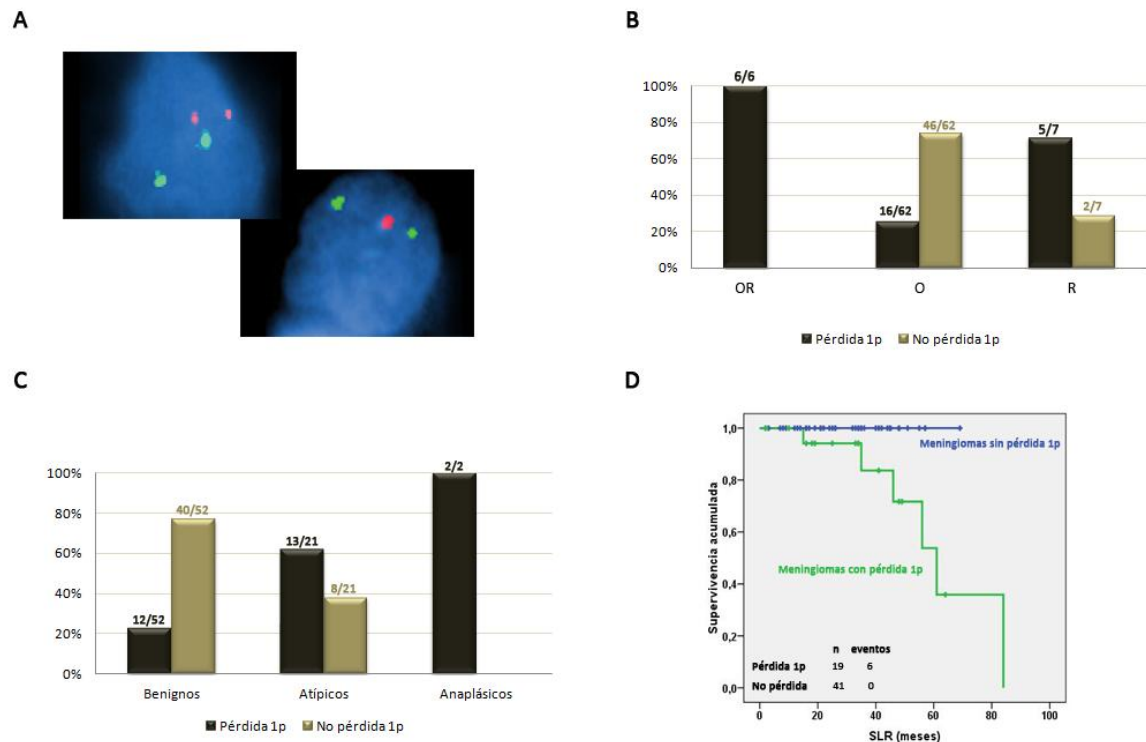 A
B
100%
80%
60%
40%
20%
0%
6/6
16/62
46/62
5/7
2/7
OR
O
R
Pérdida 1p
No pérdida 1p
C
100%
80%
60%
40%
20%
0%
12/52
40/52
13/21
8/21
2/2
Benignos
Atípicos
Anaplásicos
Pérdida 1p
No pérdida 1p
D
Supervivencia acumulada
1,0
0,8
0,6
0,4
0,2
0,0
Meningiomas sin pérdida 1p
Meningiomas con pérdida 1p
n eventos
Pérdida 1p 19 6
No pérdida 41 0
0 20 40 60 80 100
SLR (meses)